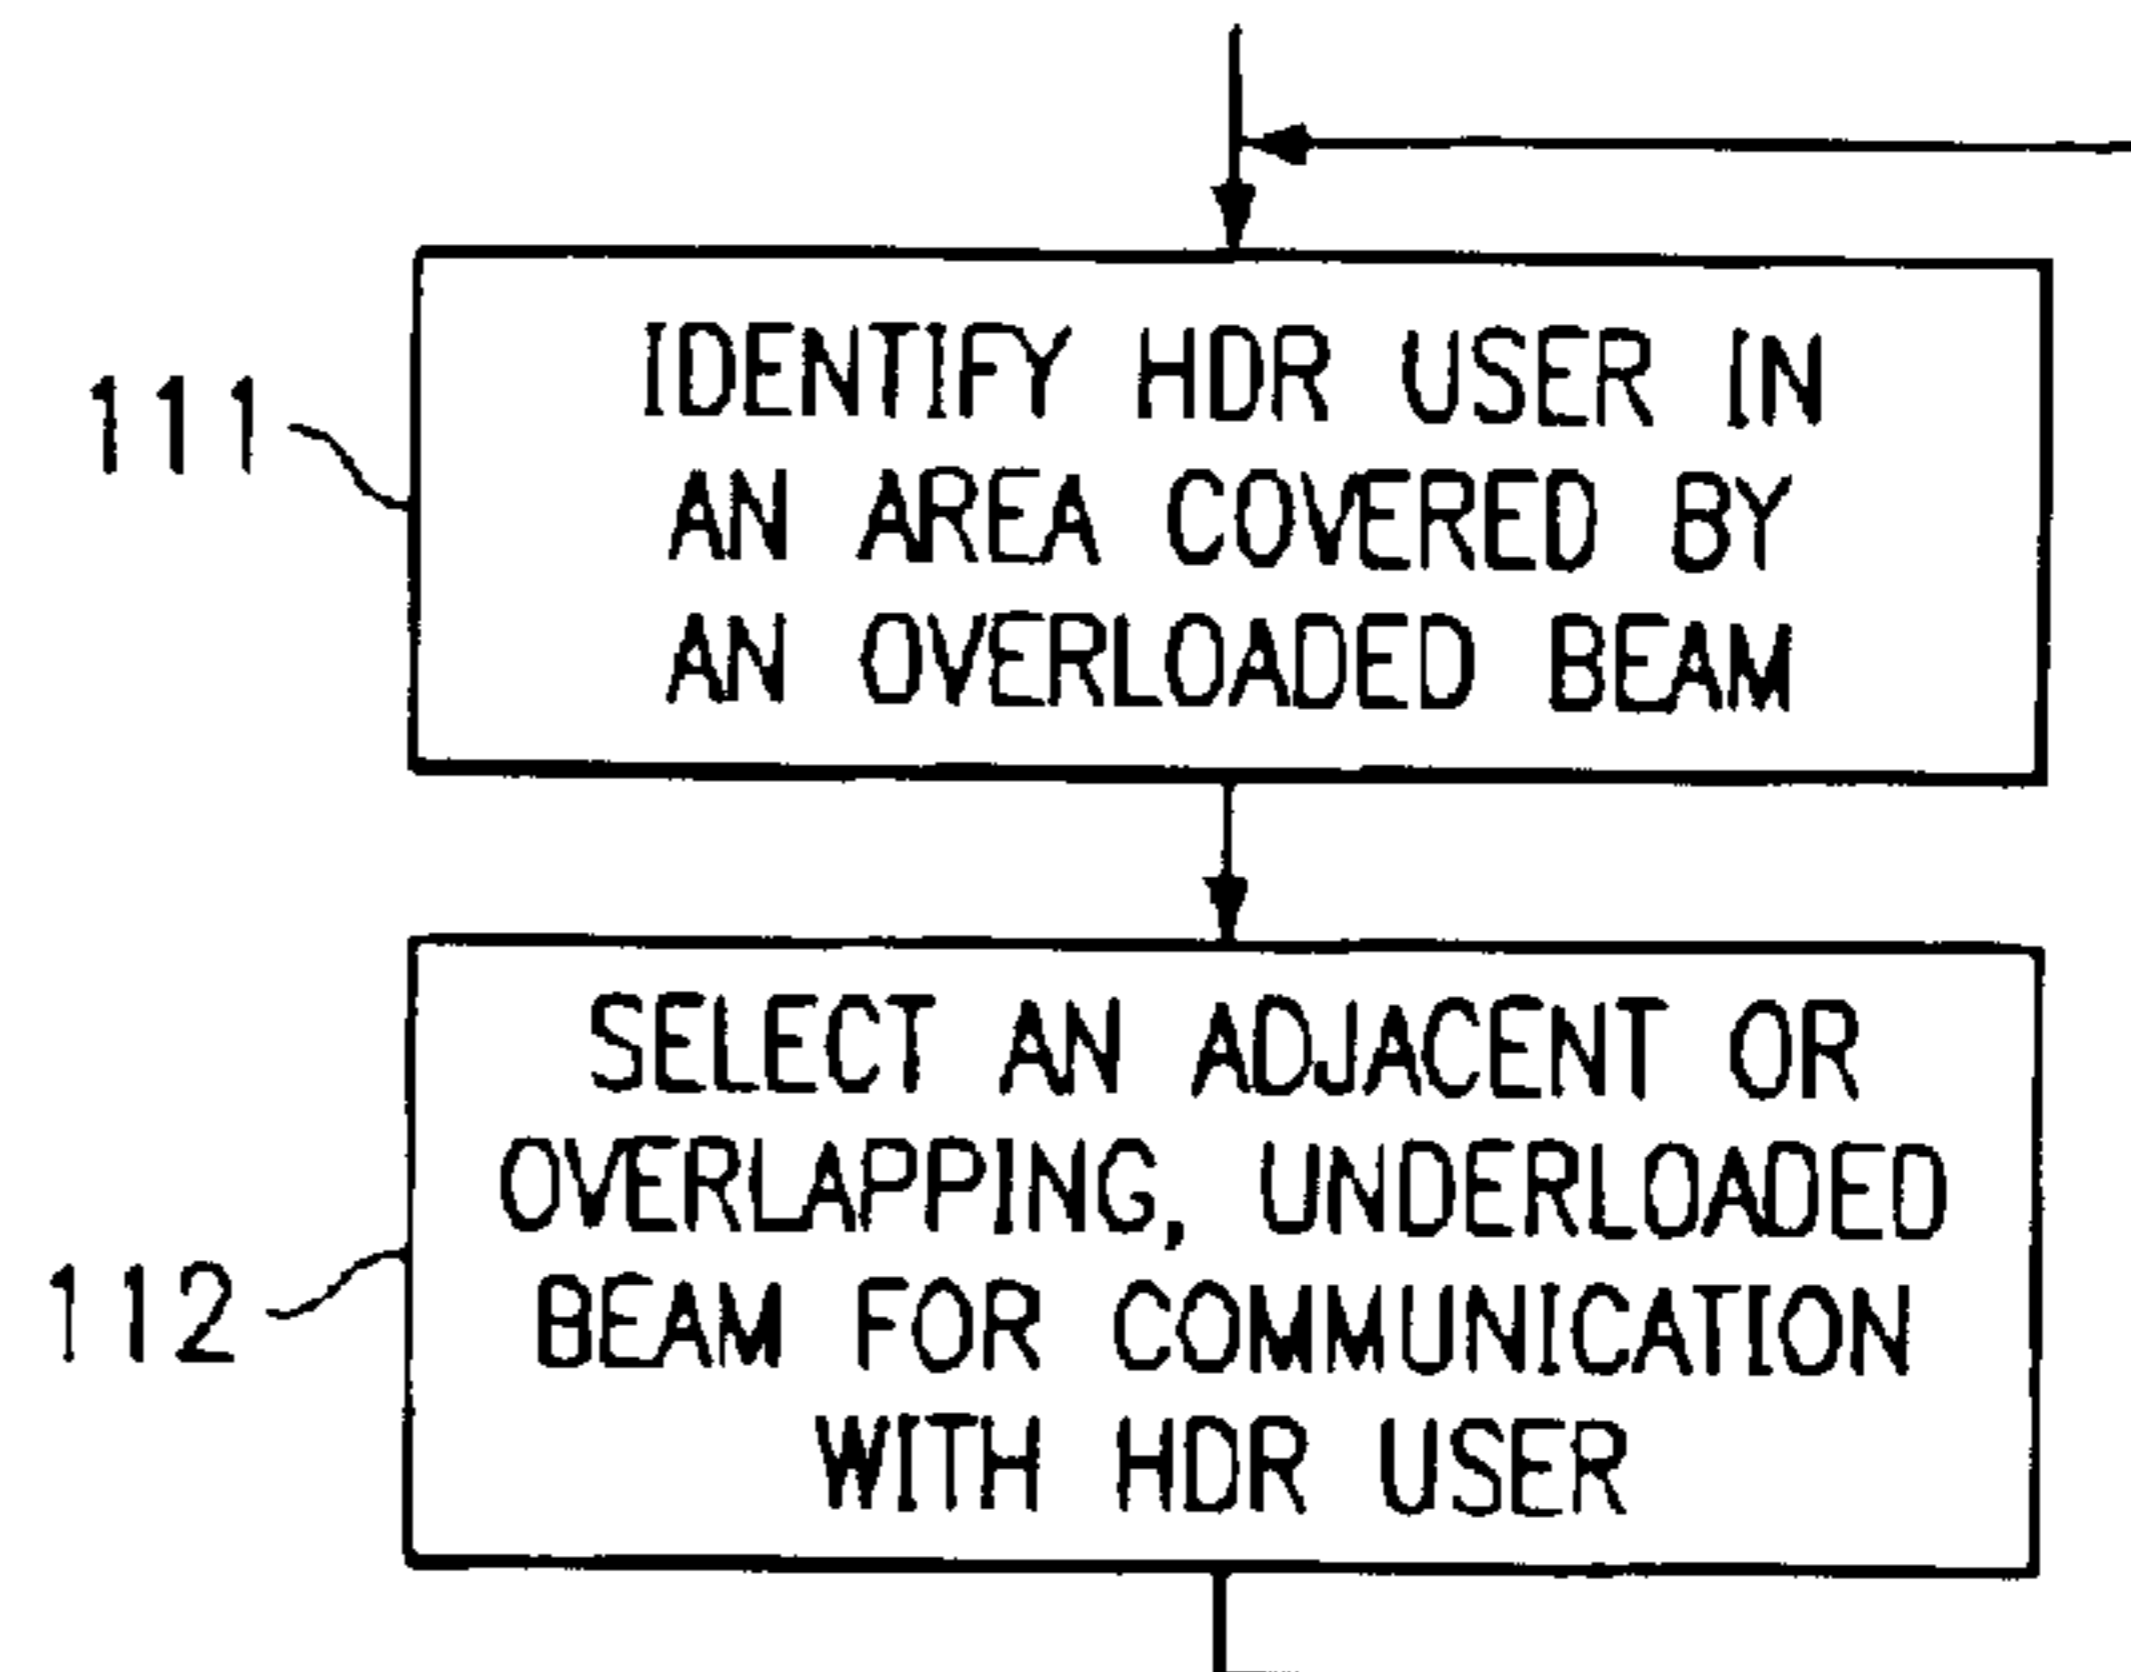 111
IDENTIFY HDR USER IN
AN AREA COVERED BY
AN OVERLOADED BEAM
112
SELECT AN ADJACENT OR
OVERLAPPING, UNDERLOADED
BEAM FOR COMMUNICATION
WITH HDR USER